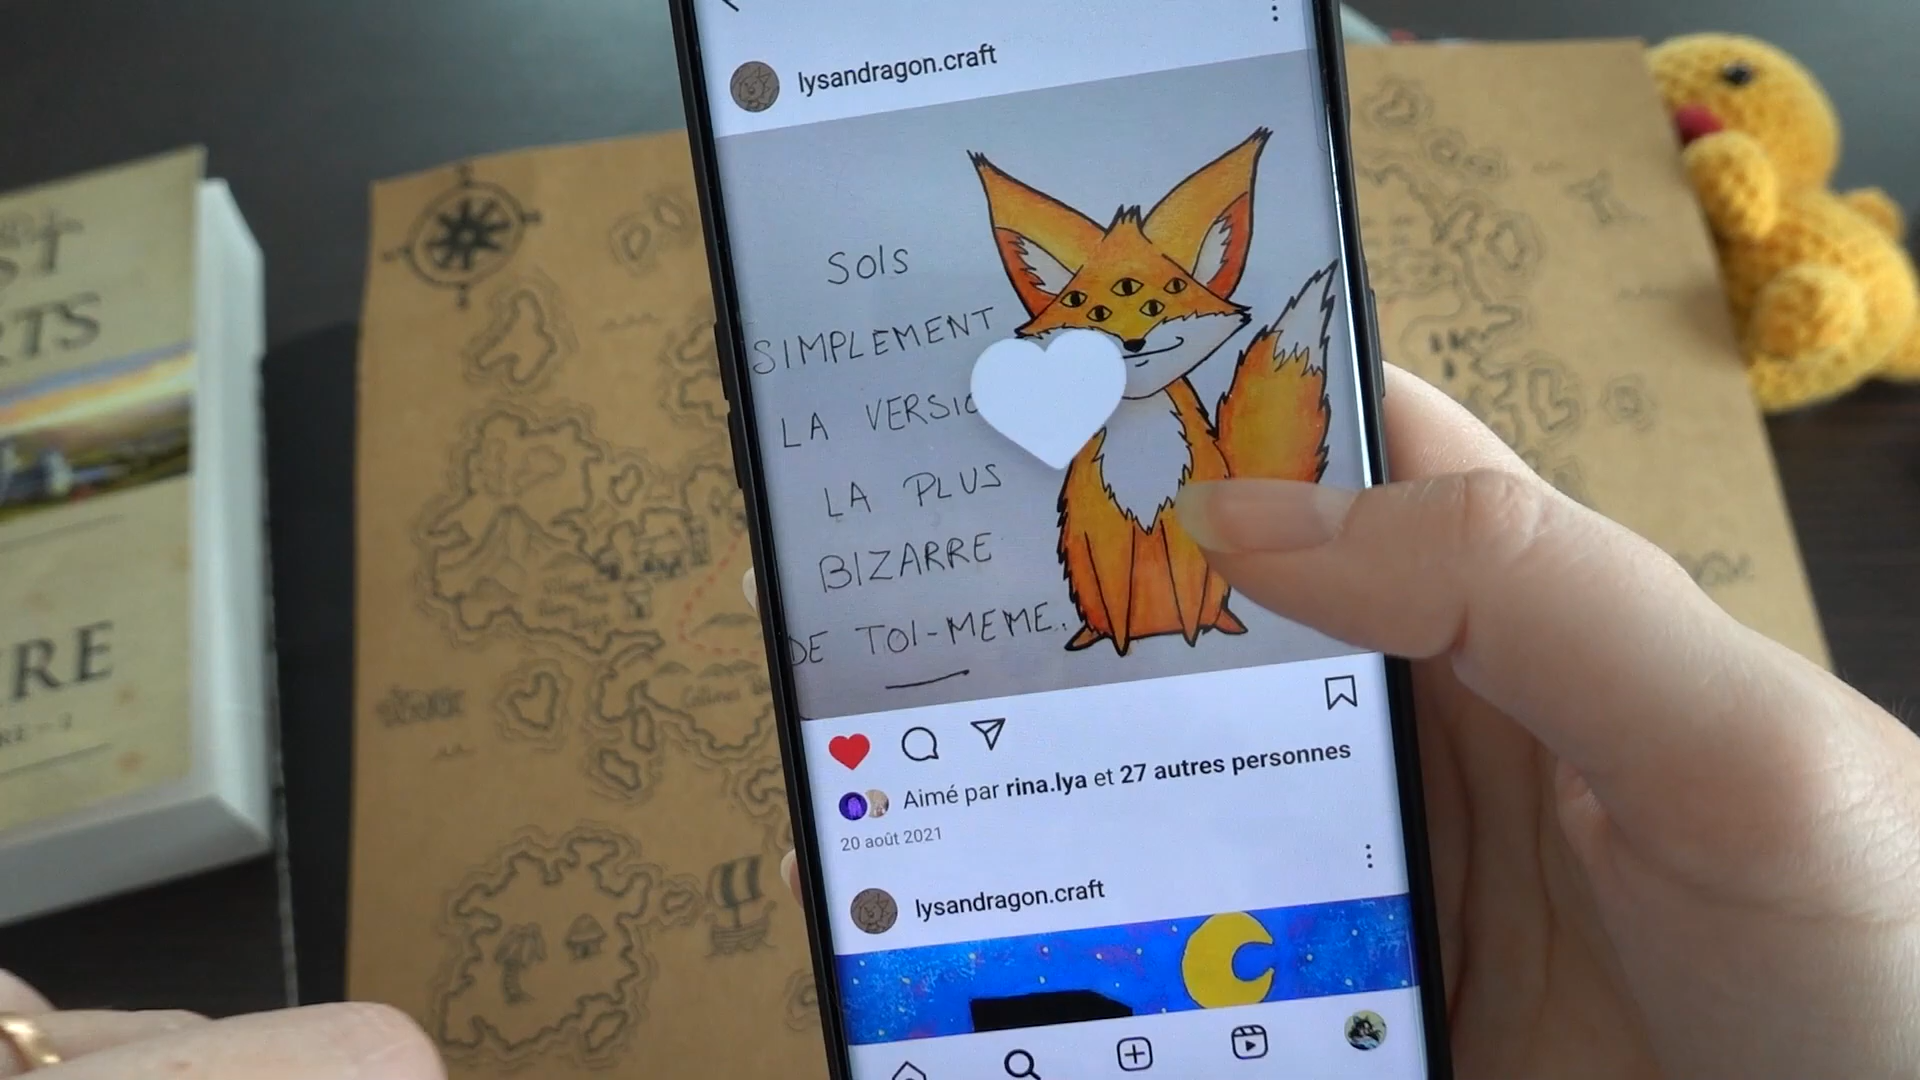 lysandragon.craft
SOIS
SIMPLEMENT
LA VERSIO
LA PLUS
BIZARRE
DE TOI-MEME.
Aimé par rina.lya et 27 autres personnes
20 août 2021
lysandragon.craft